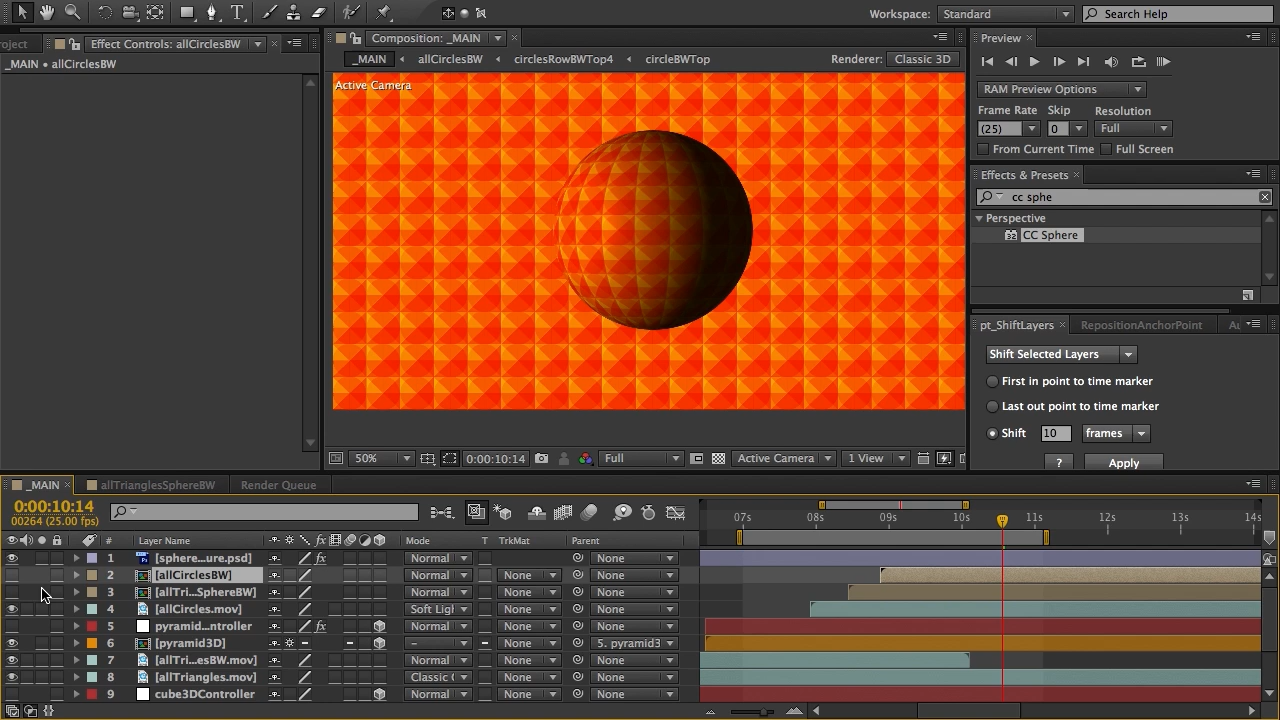 Workspace: Standard Search Help
roject Effect Controls: allCirclesBW
_MAIN • allCirclesBW
Composition: _MAIN
_MAIN allCirclesBW circlesRowBWTop4 circleBWTop Renderer: Classic 3D
Active Camera
50% 0:00:10:14 Full Active Camera 1 View
Preview
RAM Preview Options
Frame Rate Skip Resolution
(25) 0 Full
From Current Time Full Screen
Effects & Presets
cc sphe
Perspective
32 CC Sphere
pt_ShiftLayers RepositionAnchorPoint Au
Shift Selected Layers
First in point to time marker
Last out point to time marker
Shift 10 frames
? Apply
_MAIN allTrianglesSphereBW Render Queue
0:00:10:14
00264 (25.00 fps)
07s 08s 09s 10s 11s 12s 13s 14s
# Layer Name fx Mode T TrkMat Parent
1 [sphere...ure.psd] fx Normal None
2 [allCirclesBW] Normal None None
3 [allTri...SphereBW] Normal None None
4 [allCircles.mov] Soft Ligh None None
5 pyramid...ntroller fx Normal None None
6 [pyramid3D] - 5. pyramid3
7 [allTri...esBW.mov] Normal None None
8 [allTriangles.mov] Classic C None None
9 cube3DController Normal None None